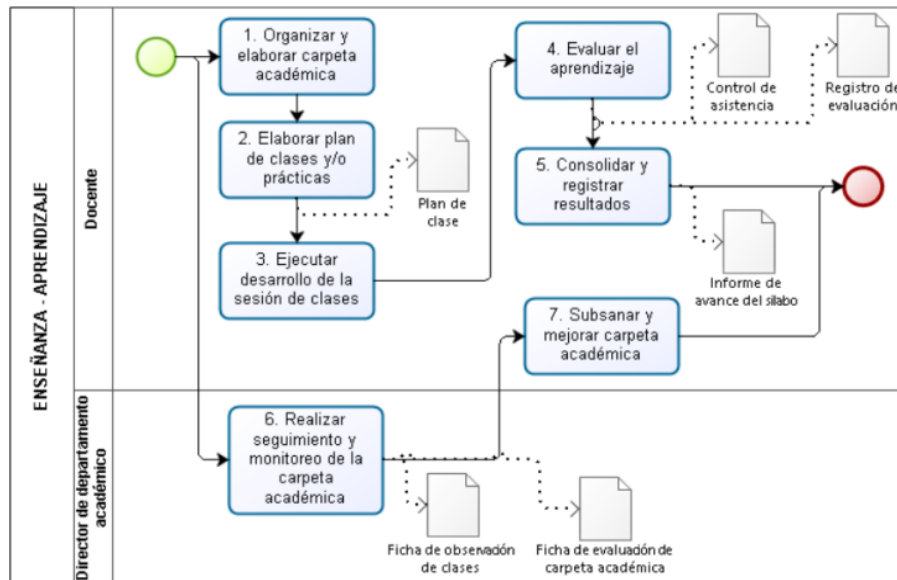 ENSEÑANZA - APRENDIZAJE
Docente
1. Organizar y
elaborar carpeta
académica
2. Elaborar plan
de clases y/o
prácticas
Plan de
clase
3. Ejecutar
desarrollo de la
sesión de clases
4. Evaluar el
aprendizaje
Control de
asistencia
Registro de
evaluación
5. Consolidar y
registrar
resultados
Informe de
avance del silabo
7. Subsanar y
mejorar carpeta
académica
Director de departamento
académico
6. Realizar
seguimiento y
monitoreo de la
carpeta
académica
Ficha de observación
de clases
Ficha de evaluación de
carpeta académica